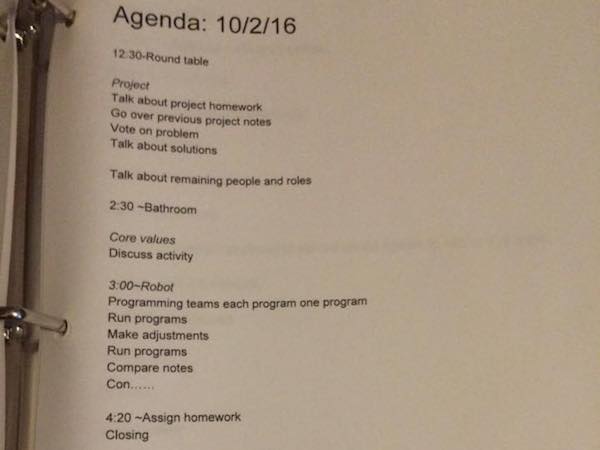 Agenda: 10/2/16
12:30-Round table
Project
Talk about project homework
Go over previous project notes
Vote on problem
Talk about solutions
Talk about remaining people and roles
2:30 ~Bathroom
Core values
Discuss activity
3:00~Robot
Programming teams each program one program
Run programs
Make adjustments
Run programs
Compare notes
Con......
4:20 ~Assign homework
Closing